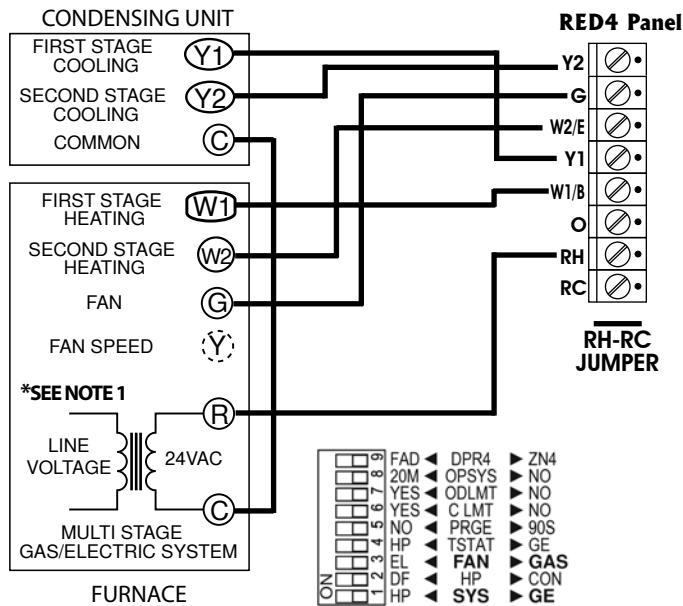 CONDENSING UNIT
FIRST STAGE
COOLING
Y1
SECOND STAGE
COOLING
Y2
COMMON
C
FIRST STAGE
HEATING
W1
SECOND STAGE
HEATING
W2
FAN
G
FAN SPEED
Y
*SEE NOTE 1
R
LINE
VOLTAGE
24VAC
C
MULTI STAGE
GAS/ELECTRIC SYSTEM
FURNACE
RED4 Panel
Y2
G
W2/E
Y1
W1/B
O
RH
RC
RH-RC
JUMPER
9 FAD ◄ DPR4 ► ZN4
8 20M ◄ OPSYS ► NO
7 YES ◄ ODLMT ► NO
6 YES ◄ C LMT ► NO
5 NO ◄ PRGE ► 90S
4 HP ◄ TSTAT ► GE
3 EL ◄ FAN ► GAS
2 DF ◄ HP ► CON
1 HP ◄ SYS ► GE
ON